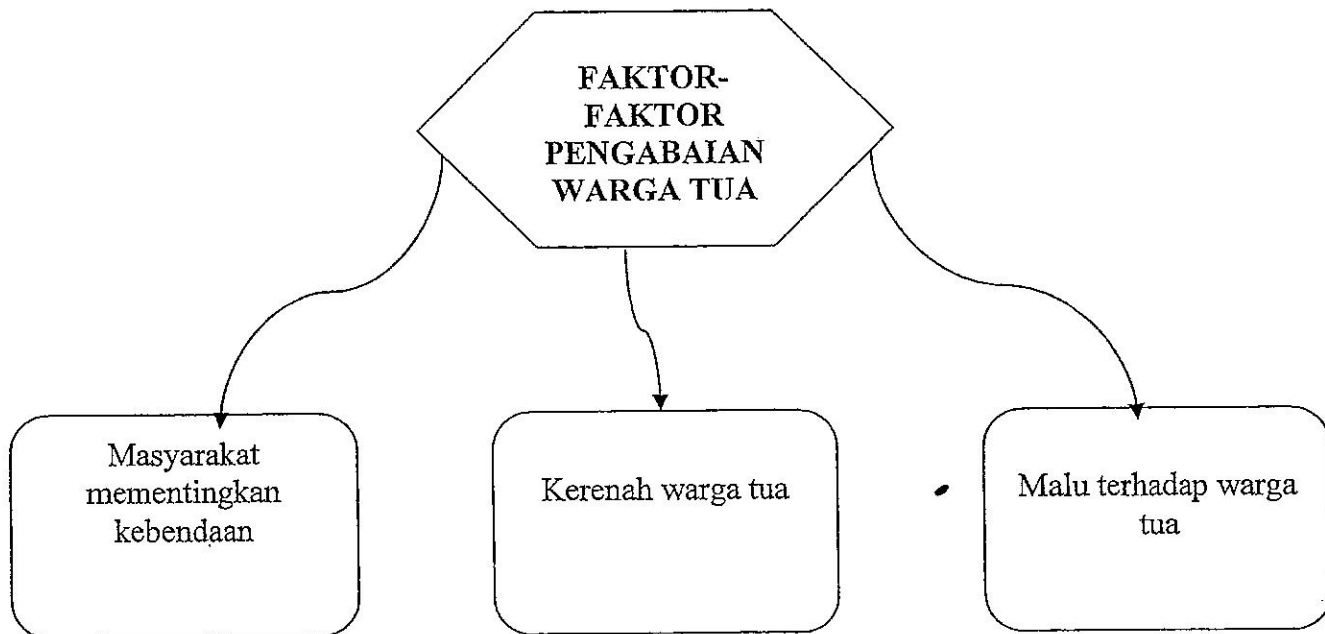 FAKTOR-
FAKTOR
PENGABAIAN
WARGA TUA
Masyarakat
mementingkan
kebendaan
Kerenah warga tua
Malu terhadap warga
tua